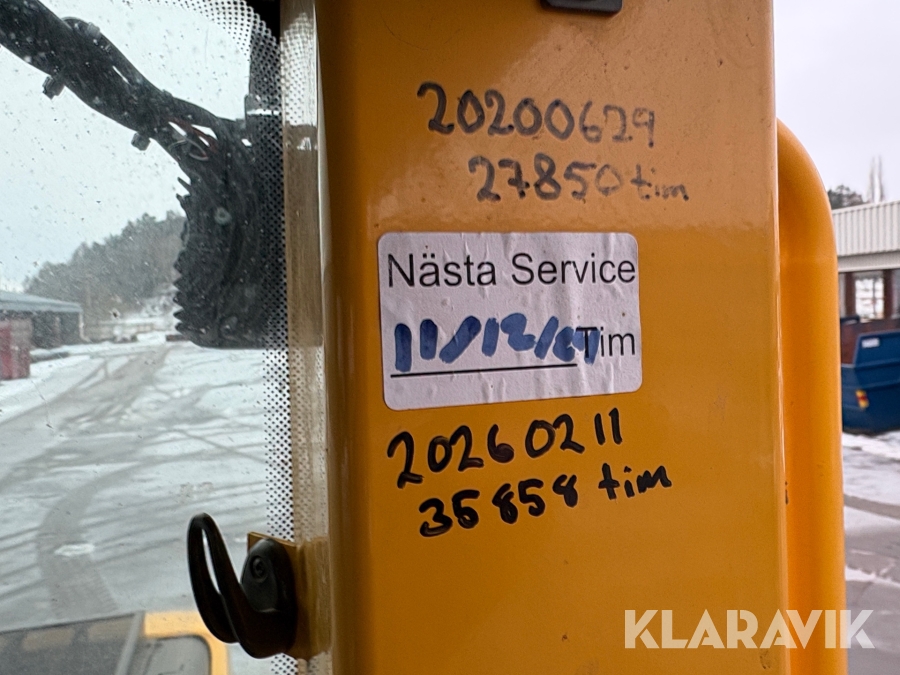 20200629
27850 tim
Nästa Service
Tim
20260211
35858 tim
KLARAVIK